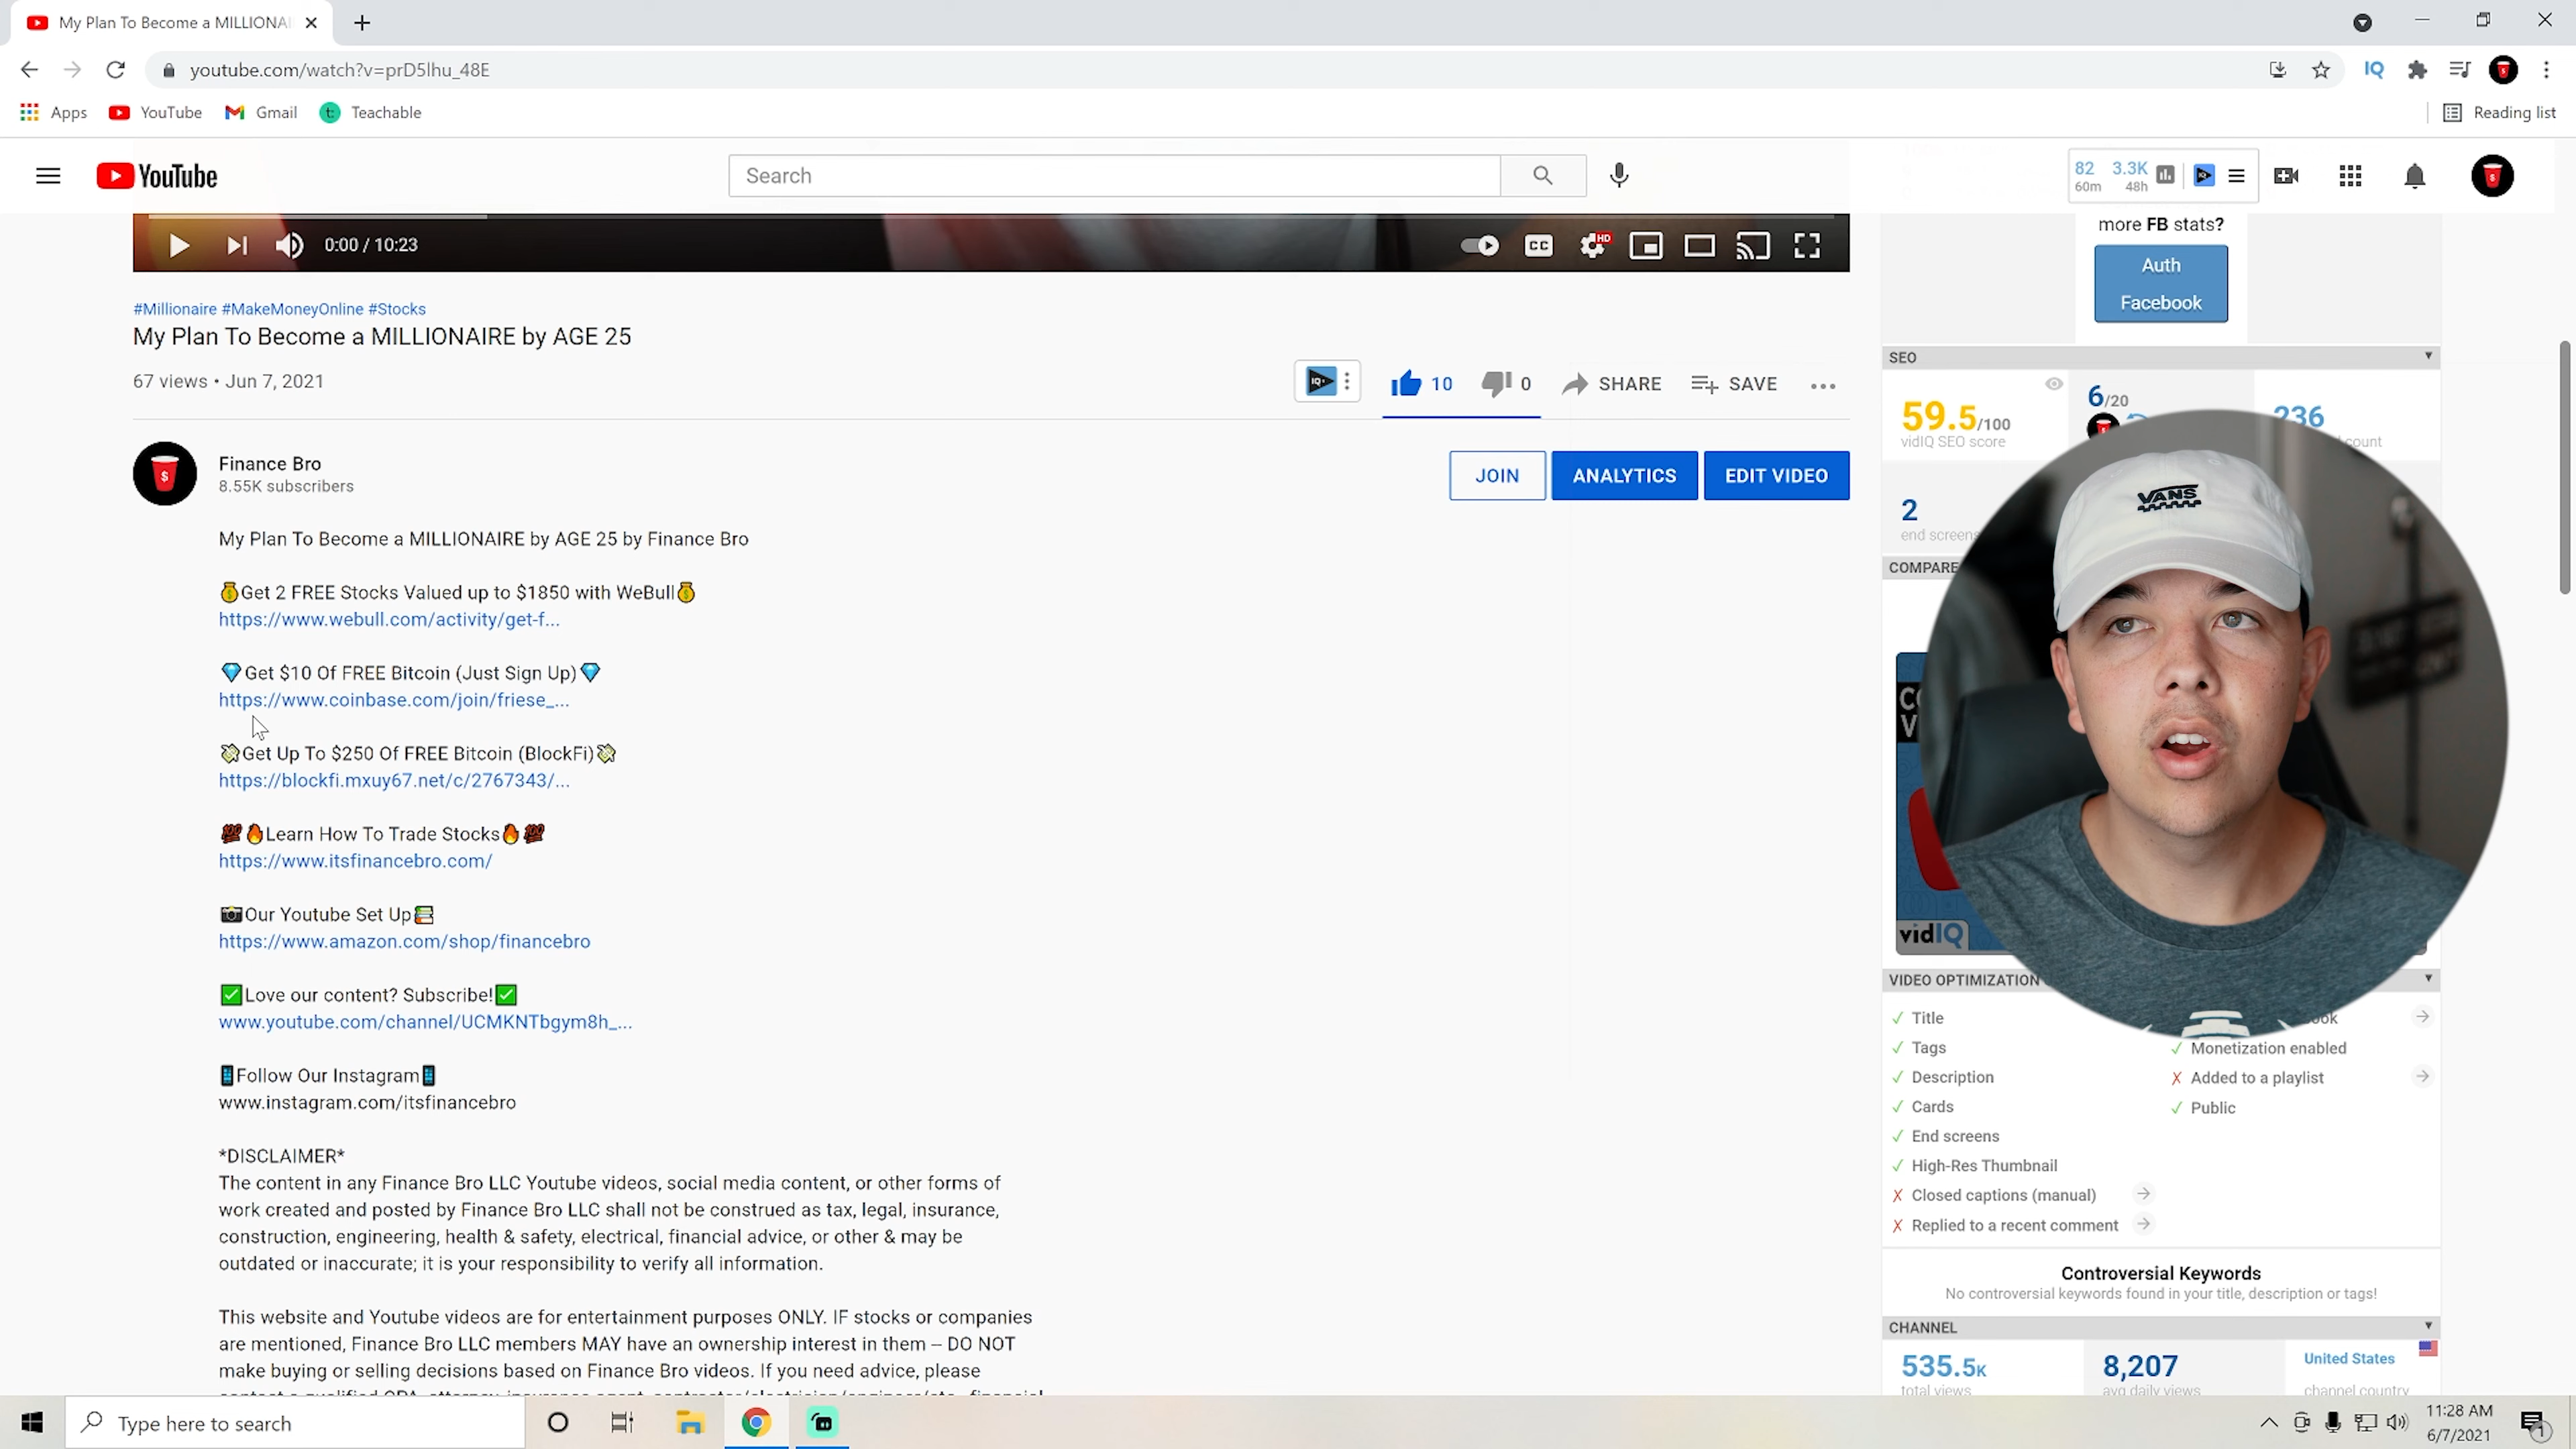 My Plan To Become a MILLIONAI
youtube.com/watch?v=prD5lhu_48E
IQ
Apps
YouTube
Gmail
Teachable
Reading list
YouTube
Search
82 3.3K
60m 48h
0:00 / 10:23
CC
HD
more FB stats?
Auth
Facebook
#Millionaire #MakeMoneyOnline #Stocks
My Plan To Become a MILLIONAIRE by AGE 25
67 views • Jun 7, 2021
IQ
10
0
SHARE
SAVE
Finance Bro
8.55K subscribers
JOIN
ANALYTICS
EDIT VIDEO
My Plan To Become a MILLIONAIRE by AGE 25 by Finance Bro
💰Get 2 FREE Stocks Valued up to $1850 with WeBull💰
https://www.webull.com/activity/get-f...
💎Get $10 Of FREE Bitcoin (Just Sign Up)💎
https://www.coinbase.com/join/friese_...
💸Get Up To $250 Of FREE Bitcoin (BlockFi)💸
https://blockfi.mxuy67.net/c/2767343/...
💯🔥Learn How To Trade Stocks🔥💯
https://www.itsfinancebro.com/
📷Our Youtube Set Up📚
https://www.amazon.com/shop/financebro
✅Love our content? Subscribe!✅
www.youtube.com/channel/UCMKNTbgym8h_...
📱Follow Our Instagram📱
www.instagram.com/itsfinancebro
*DISCLAIMER*
The content in any Finance Bro LLC Youtube videos, social media content, or other forms of
work created and posted by Finance Bro LLC shall not be construed as tax, legal, insurance,
construction, engineering, health & safety, electrical, financial advice, or other & may be
outdated or inaccurate; it is your responsibility to verify all information.
This website and Youtube videos are for entertainment purposes ONLY. IF stocks or companies
are mentioned, Finance Bro LLC members MAY have an ownership interest in them – DO NOT
make buying or selling decisions based on Finance Bro videos. If you need advice, please
SEO
59.5/100
vidIQ SEO score
6/20
236
count
2
end screens
COMPARE
VANS
vidIQ
VIDEO OPTIMIZATION
✓ Title
✓ Tags
✓ Description
✓ Cards
✓ End screens
✓ High-Res Thumbnail
✗ Closed captions (manual)
✗ Replied to a recent comment
✓ Monetization enabled
✗ Added to a playlist
✓ Public
Controversial Keywords
No controversial keywords found in your title, description or tags!
CHANNEL
535.5K
total views
8,207
avg daily views
United States
channel country
Type here to search
11:28 AM
6/7/2021
1